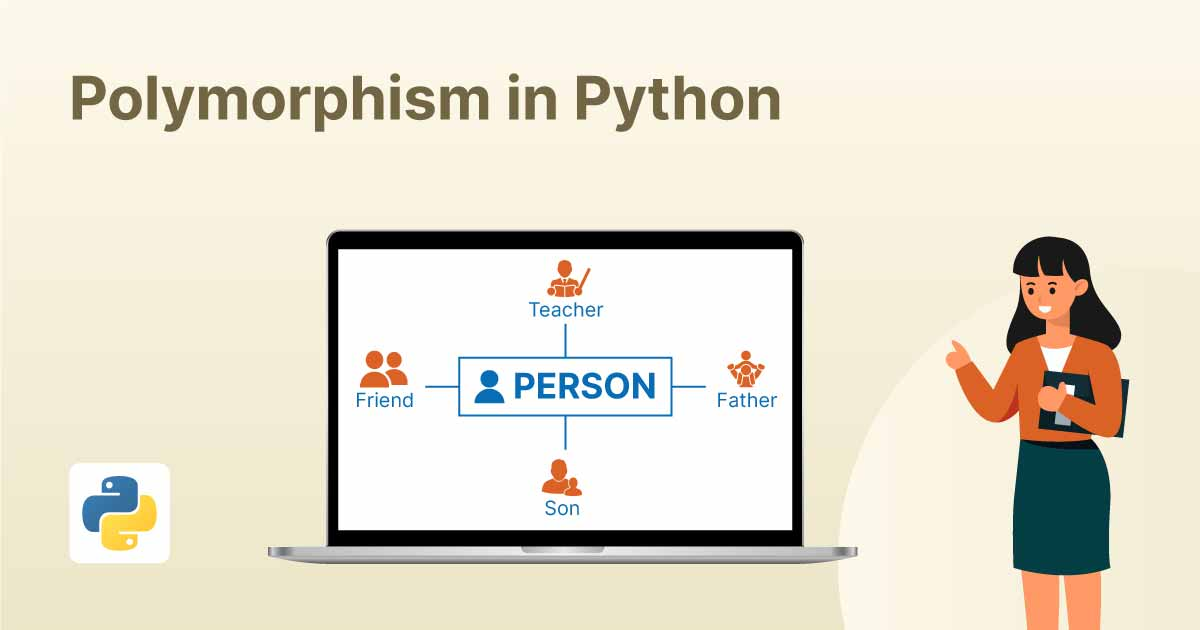 Polymorphism in Python
Teacher
Friend
PERSON
Father
Son